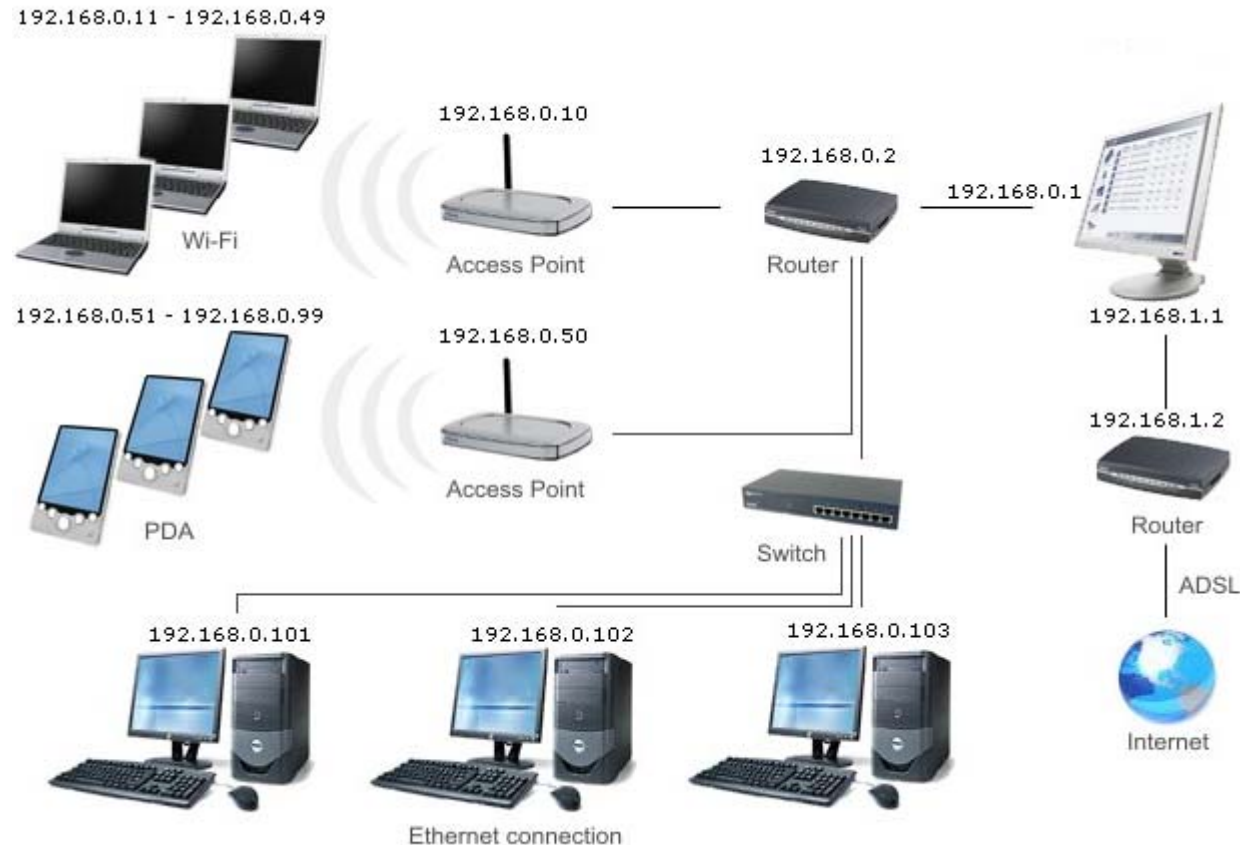 192.168.0.11 - 192.168.0.49
192.168.0.10
192.168.0.2
192.168.0.1
Wi-Fi
Access Point
Router
192.168.0.51 - 192.168.0.99
192.168.0.50
192.168.1.1
192.168.1.2
PDA
Access Point
Switch
Router
ADSL
192.168.0.101
192.168.0.102
192.168.0.103
Internet
Ethernet connection